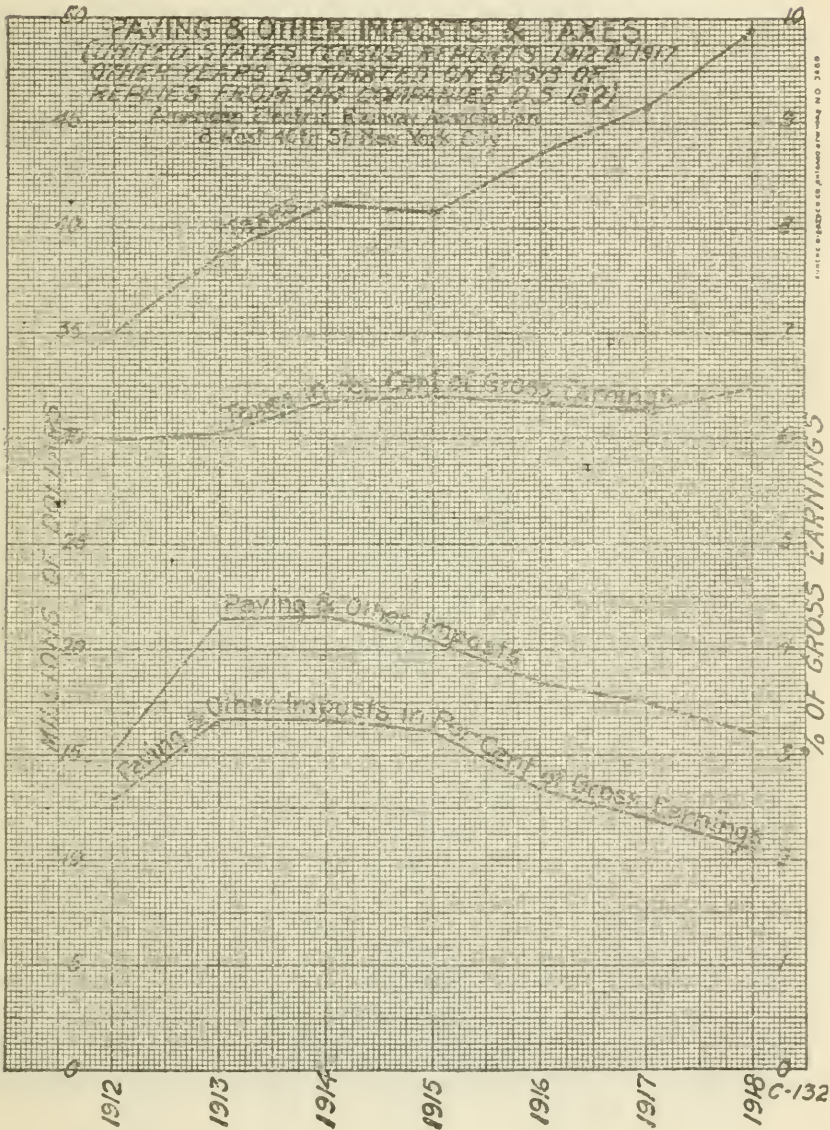 PAVING & OTHER IMPOSTS & TAXES
(UNITED STATES CENSUS REPORTS 1912 & 1917
OTHER YEARS ESTIMATED ON BASIS OF
REPLIES FROM COMPANIES D.S. 182)
American Electric Railway Association
8 West 40th St. New York City
50
45
40
35
30
25
20
15
10
5
0
MILLIONS OF DOLLARS
Taxes
Taxes in Per Cent of Gross Earnings
Paving & Other Imposts
Paving & Other Imposts in Per Cent of Gross Earnings
10
9
8
7
6
5
4
3
2
1
0
% OF GROSS EARNINGS
1912
1913
1914
1915
1916
1917
1918
C-132